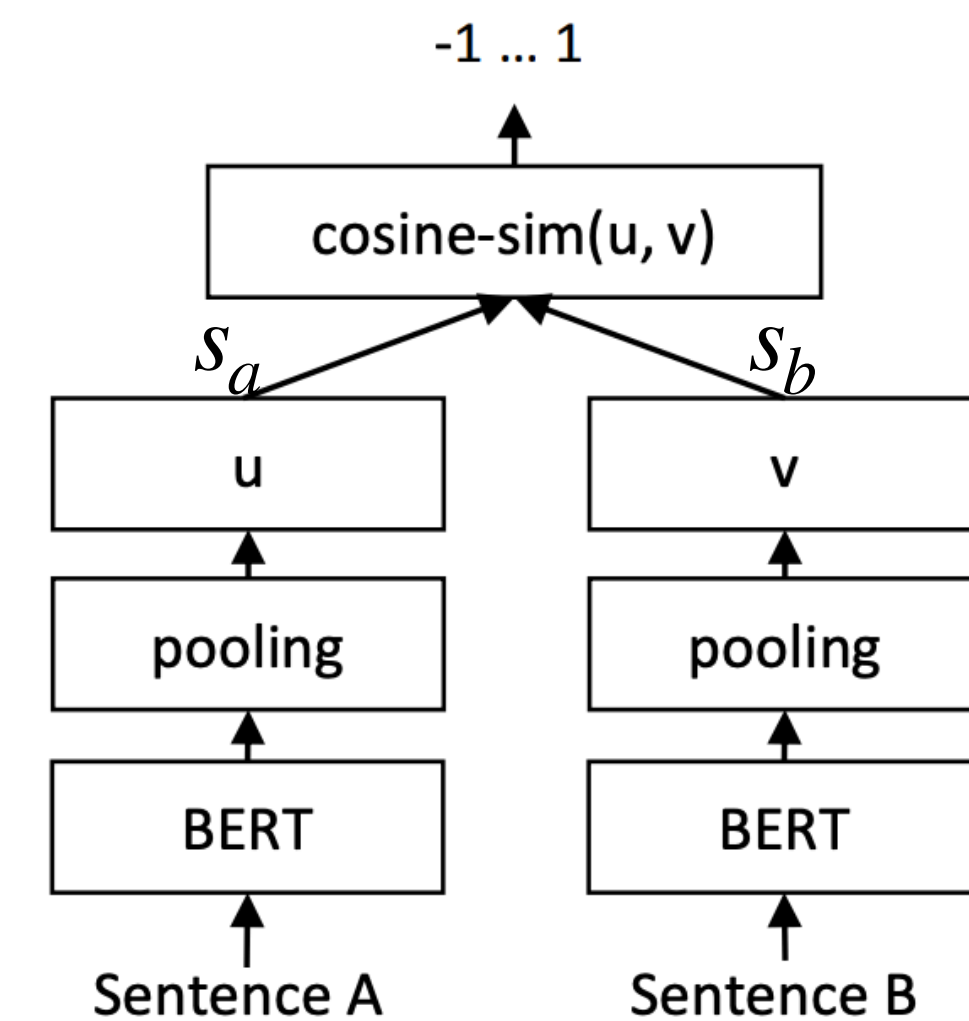 -1 ... 1
cosine-sim(u, v)
s_a s_b
u v
pooling pooling
BERT BERT
Sentence A Sentence B